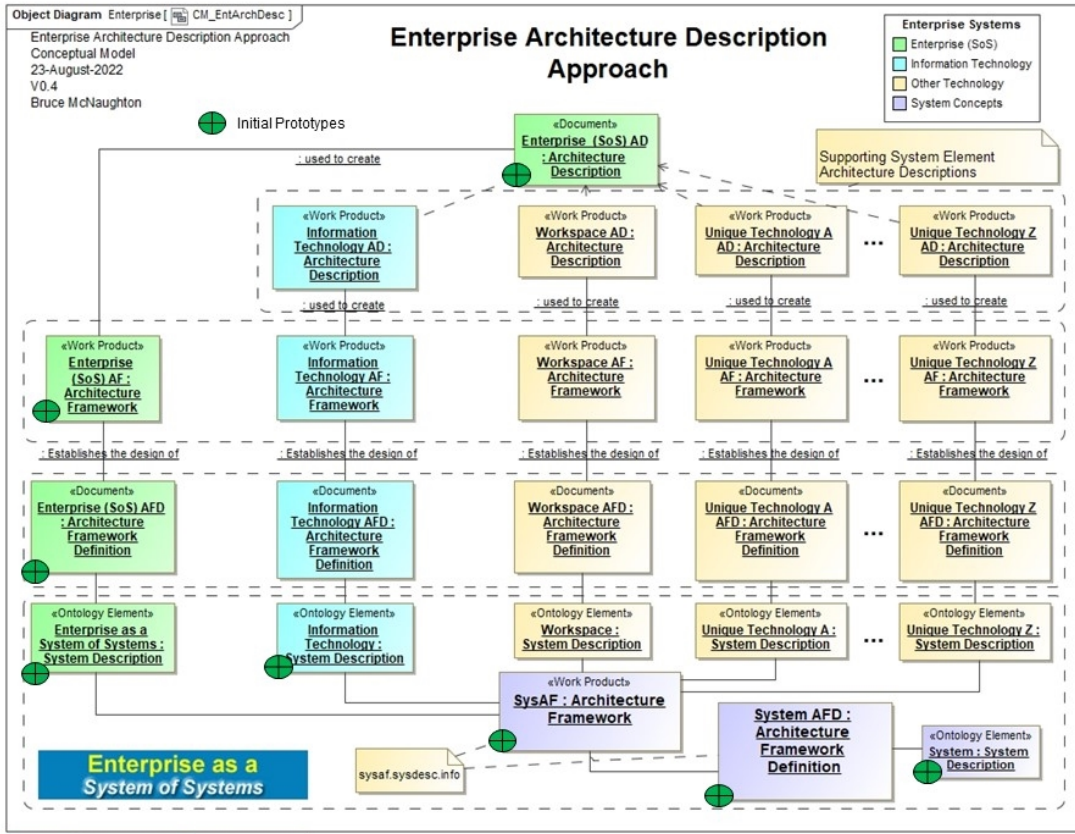 Object Diagram Enterprise [ CM_EntArchDesc ]
Enterprise Architecture Description Approach
Conceptual Model
23-August-2022
V0.4
Bruce McNaughton
Enterprise Architecture Description
Approach
Enterprise Systems
Enterprise (SoS)
Information Technology
Other Technology
System Concepts
Initial Prototypes
«Document»
Enterprise (SoS) AD
: Architecture
Description
: used to create
Supporting System Element
Architecture Descriptions
«Work Product»
Information
Technology AD :
Architecture
Description
«Work Product»
Workspace AD :
Architecture
Description
«Work Product»
Unique Technology A
AD : Architecture
Description
...
«Work Product»
Unique Technology Z
AD : Architecture
Description
: used to create
: used to create
: used to create
: used to create
«Work Product»
Enterprise
(SoS) AF :
Architecture
Framework
«Work Product»
Information
Technology AF :
Architecture
Framework
«Work Product»
Workspace AF :
Architecture
Framework
«Work Product»
Unique Technology A
AF : Architecture
Framework
...
«Work Product»
Unique Technology Z
AF : Architecture
Framework
: Establishes the design of
: Establishes the design of
: Establishes the design of
: Establishes the design of
: Establishes the design of
«Document»
Enterprise (SoS) AFD
: Architecture
Framework
Definition
«Document»
Information
Technology AFD :
Architecture
Framework
Definition
«Document»
Workspace AFD :
Architecture
Framework
Definition
«Document»
Unique Technology A
AFD : Architecture
Framework
Definition
...
«Document»
Unique Technology Z
AFD : Architecture
Framework
Definition
«Ontology Element»
Enterprise as a
System of Systems :
System Description
«Ontology Element»
Information
Technology :
System Description
«Ontology Element»
Workspace :
System Description
«Ontology Element»
Unique Technology A :
System Description
...
«Ontology Element»
Unique Technology Z :
System Description
«Work Product»
SysAF : Architecture
Framework
System AFD :
Architecture
Framework
Definition
«Ontology Element»
System : System
Description
sysaf.sysdesc.info
Enterprise as a
System of Systems